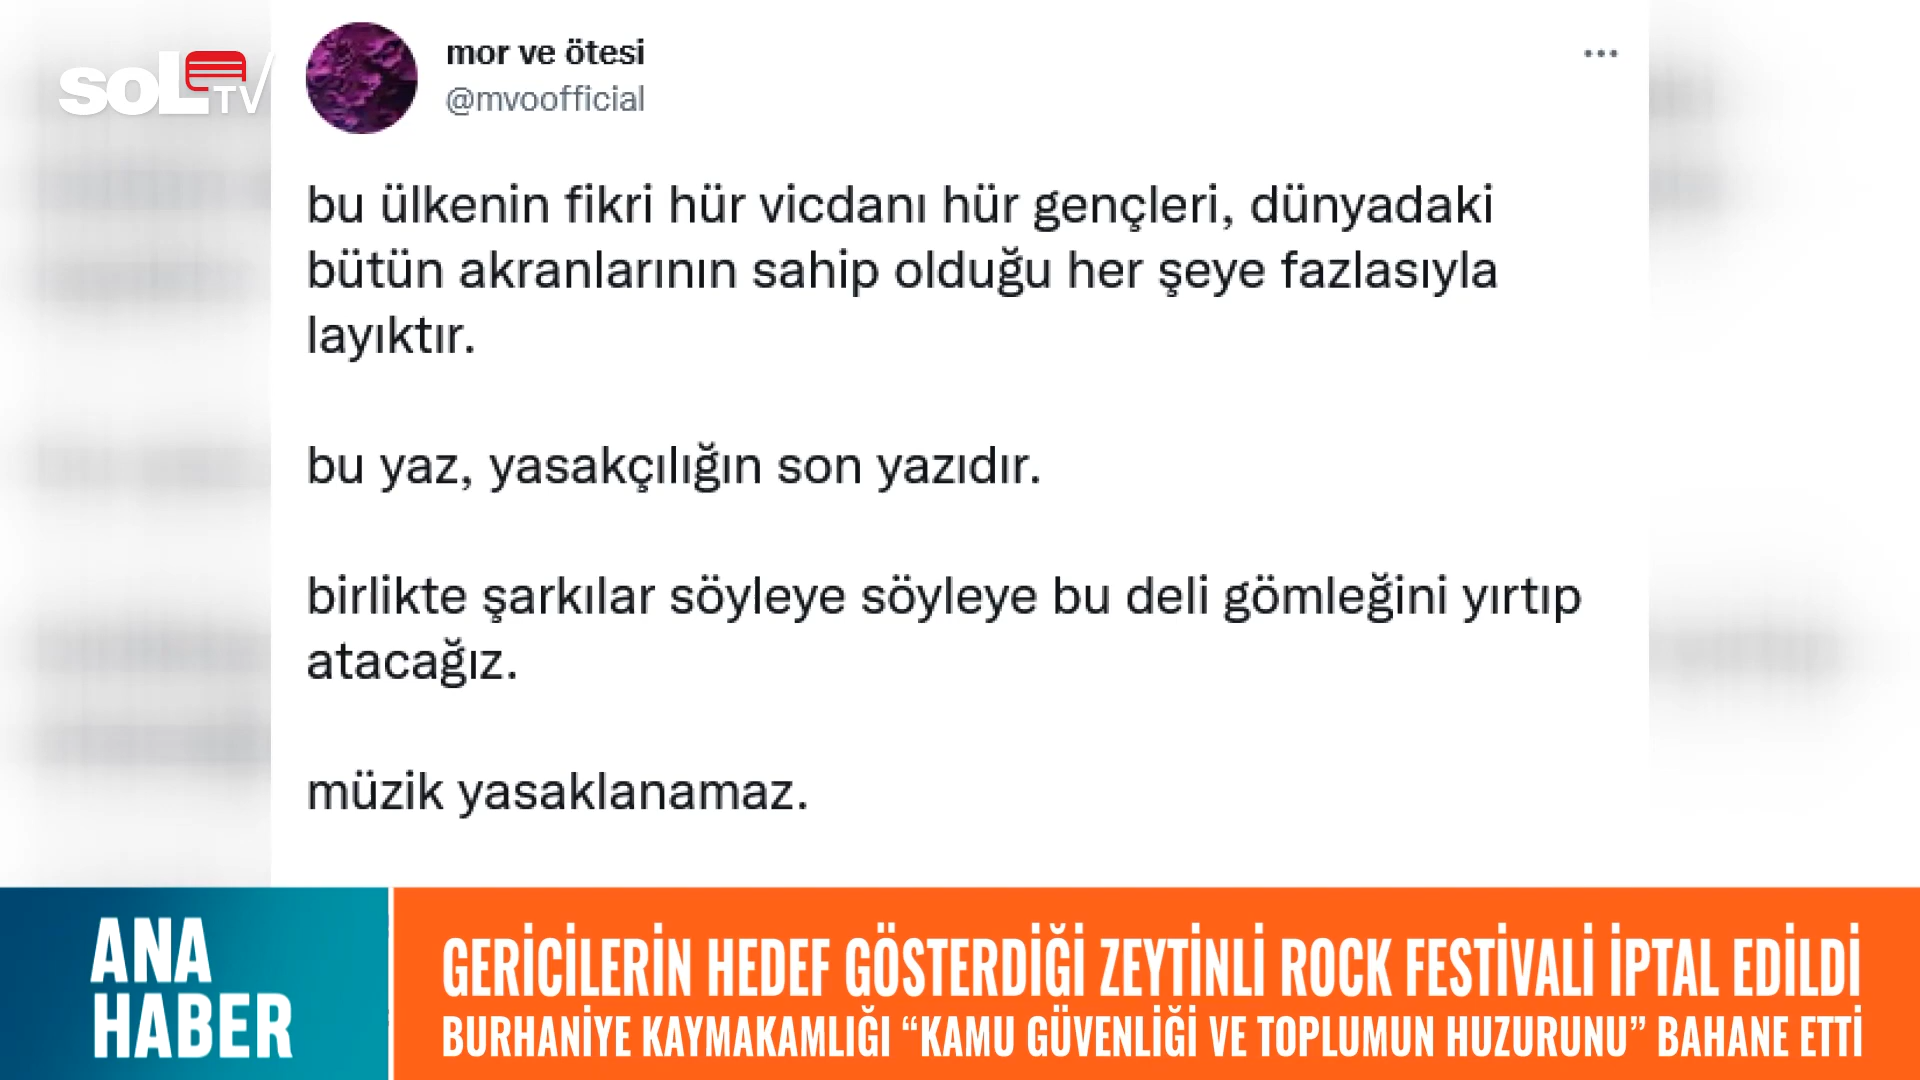 soL TV
mor ve ötesi
@mvoofficial
bu ülkenin fikri hür vicdanı hür gençleri, dünyadaki
bütün akranlarının sahip olduğu her şeye fazlasıyla
layıktır.
bu yaz, yasakçılığın son yazıdır.
birlikte şarkılar söyleye söyleye bu deli gömleğini yırtıp
atacağız.
müzik yasaklanamaz.
ANA
HABER
GERİCİLERİN HEDEF GÖSTERDİĞİ ZEYTİNLİ ROCK FESTİVALİ İPTAL EDİLDİ
BURHANİYE KAYMAKAMLIĞI “KAMU GÜVENLİĞİ VE TOPLUMUN HUZURUNU” BAHANE ETTİ